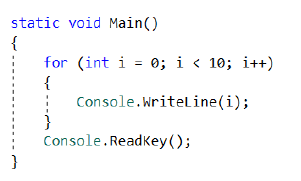 static void Main()
{
    for (int i = 0; i < 10; i++)
    {
        Console.WriteLine(i);
    }
    Console.ReadKey();
}